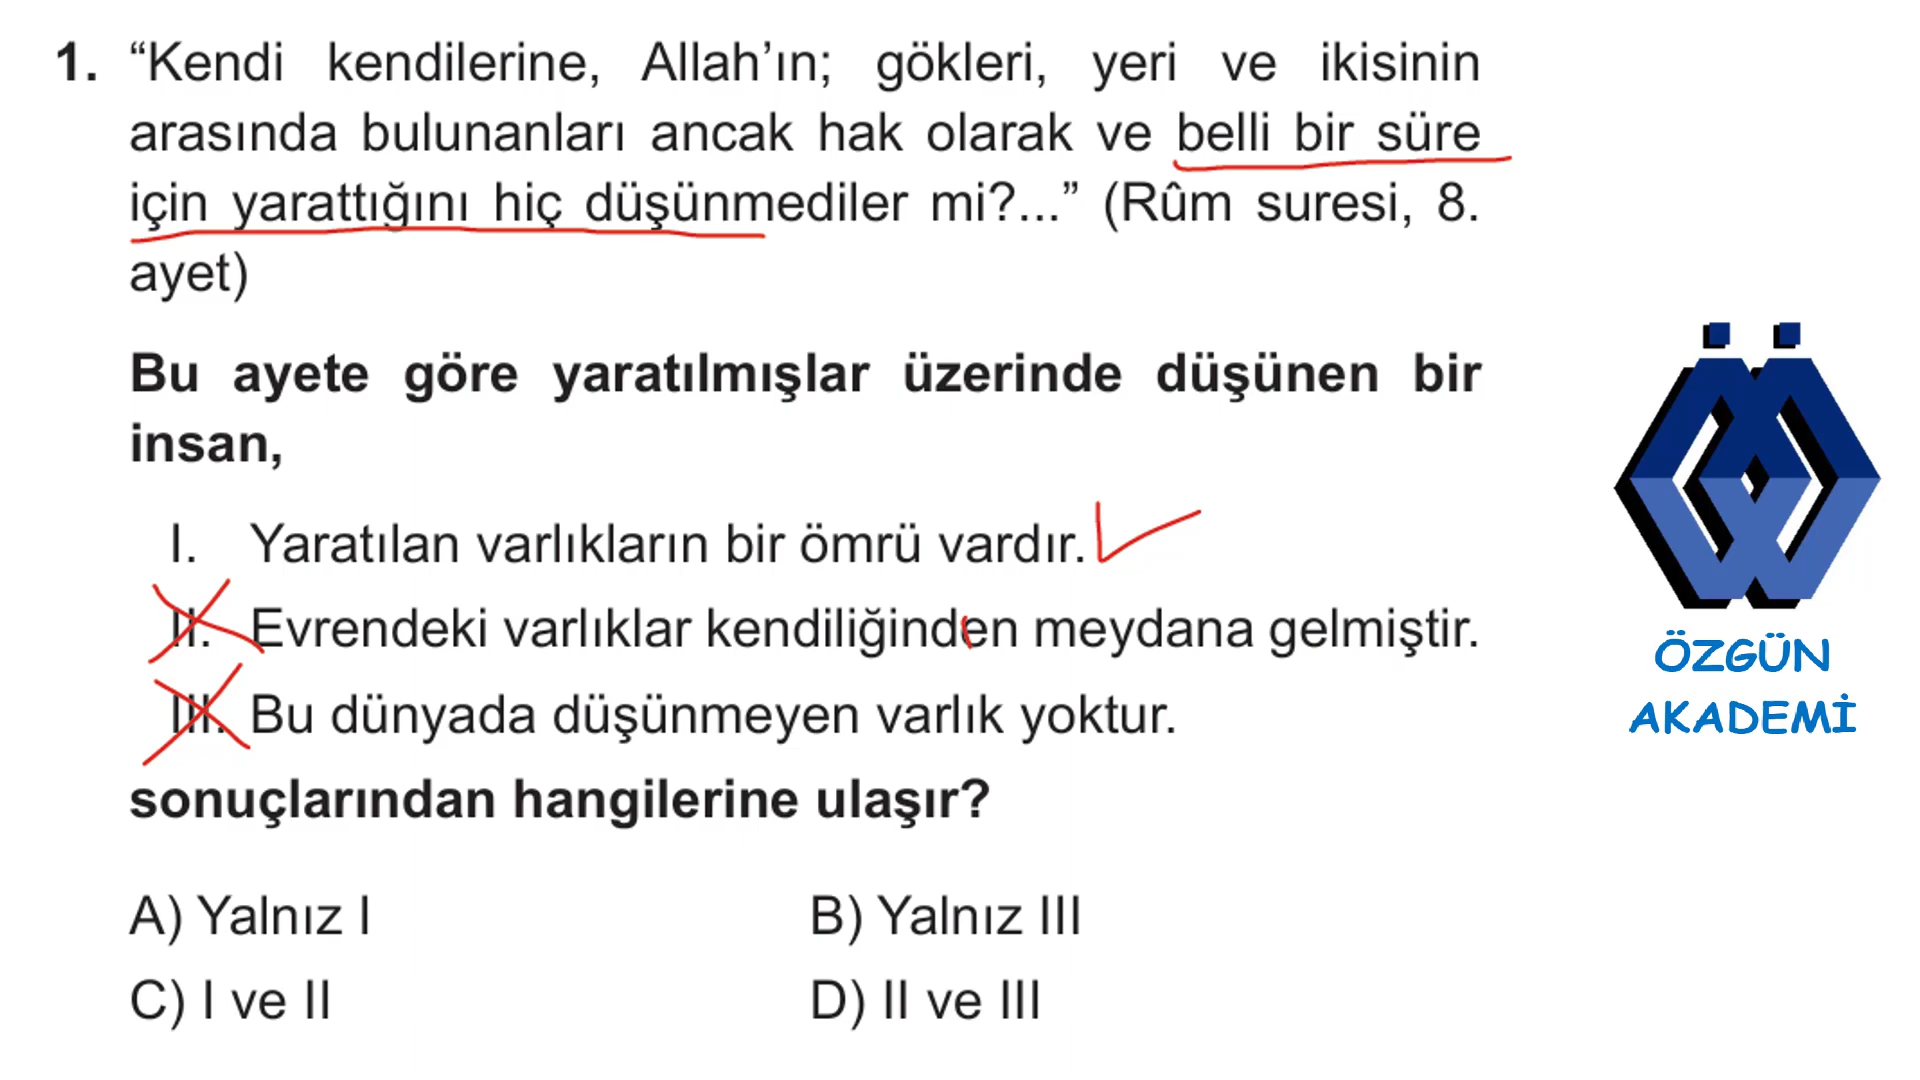 1. “Kendi kendilerine, Allah’ın; gökleri, yeri ve ikisinin
arasında bulunanları ancak hak olarak ve belli bir süre
için yarattığını hiç düşünmediler mi?...” (Rûm suresi, 8.
ayet)
Bu ayete göre yaratılmışlar üzerinde düşünen bir
insan,
I. Yaratılan varlıkların bir ömrü vardır.
II. Evrendeki varlıklar kendiliğinden meydana gelmiştir.
III. Bu dünyada düşünmeyen varlık yoktur.
sonuçlarından hangilerine ulaşır?
A) Yalnız I
B) Yalnız III
C) I ve II
D) II ve III
ÖZGÜN
AKADEMİ